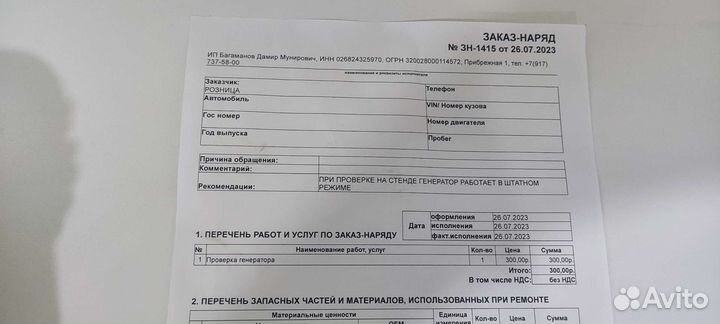 ЗАКАЗ-НАРЯД
№ ЗН-1415 от 26.07.2023
ИП Багаманов Дамир Мунирович, ИНН 026824325970, ОГРН 320028000114572, Прибрежная 1, тел. +7(917)
737-58-00
наименование и реквизиты исполнителя
Заказчик:
РОЗНИЦА
Телефон
Автомобиль
VIN/ Номер кузова
Гос номер
Номер двигателя
Год выпуска
Пробег
Причина обращения:
Комментарий:
Рекомендации: ПРИ ПРОВЕРКЕ НА СТЕНДЕ ГЕНЕРАТОР РАБОТАЕТ В ШТАТНОМ
РЕЖИМЕ
оформления 26.07.2023
Дата исполнения 26.07.2023
факт.исполнения 26.07.2023
1. ПЕРЕЧЕНЬ РАБОТ И УСЛУГ ПО ЗАКАЗ-НАРЯДУ
№ Наименование работ, услуг Кол-во Цена Сумма
1 Проверка генератора 1 300,00р. 300,00р.
Итого: 300,00р.
В том числе НДС: без НДС
2. ПЕРЕЧЕНЬ ЗАПАСНЫХ ЧАСТЕЙ И МАТЕРИАЛОВ, ИСПОЛЬЗОВАННЫХ ПРИ РЕМОНТЕ
Материальные ценности Единица Кол-во Цена Сумма
измерения
Avito